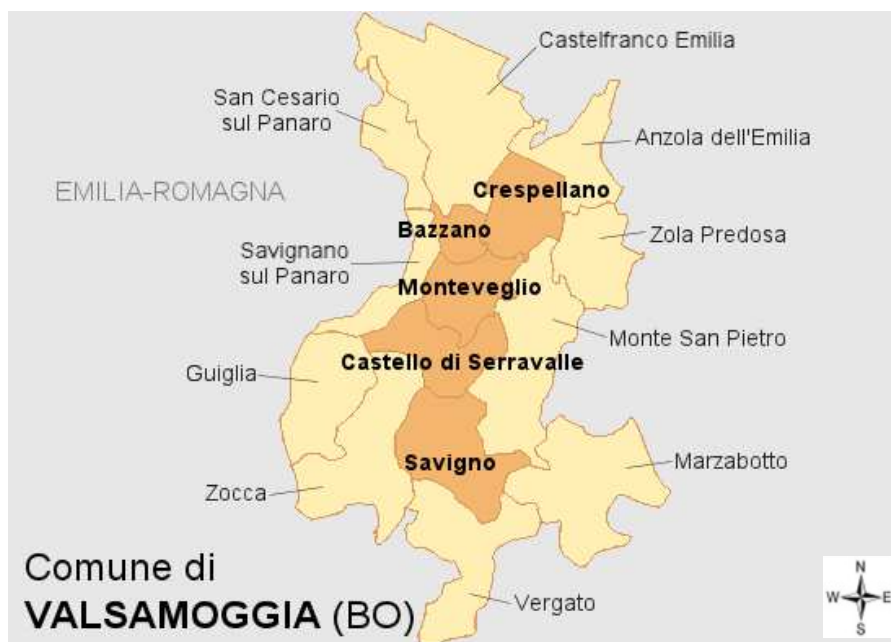 Castelfranco Emilia
San Cesario
sul Panaro
Anzola dell'Emilia
EMILIA-ROMAGNA
Crespellano
Bazzano
Zola Predosa
Savignano
sul Panaro
Monteveglio
Monte San Pietro
Castello di Serravalle
Guiglia
Savigno
Marzabotto
Zocca
Comune di
VALSAMOGGIA (BO)
Vergato
N
W E
S